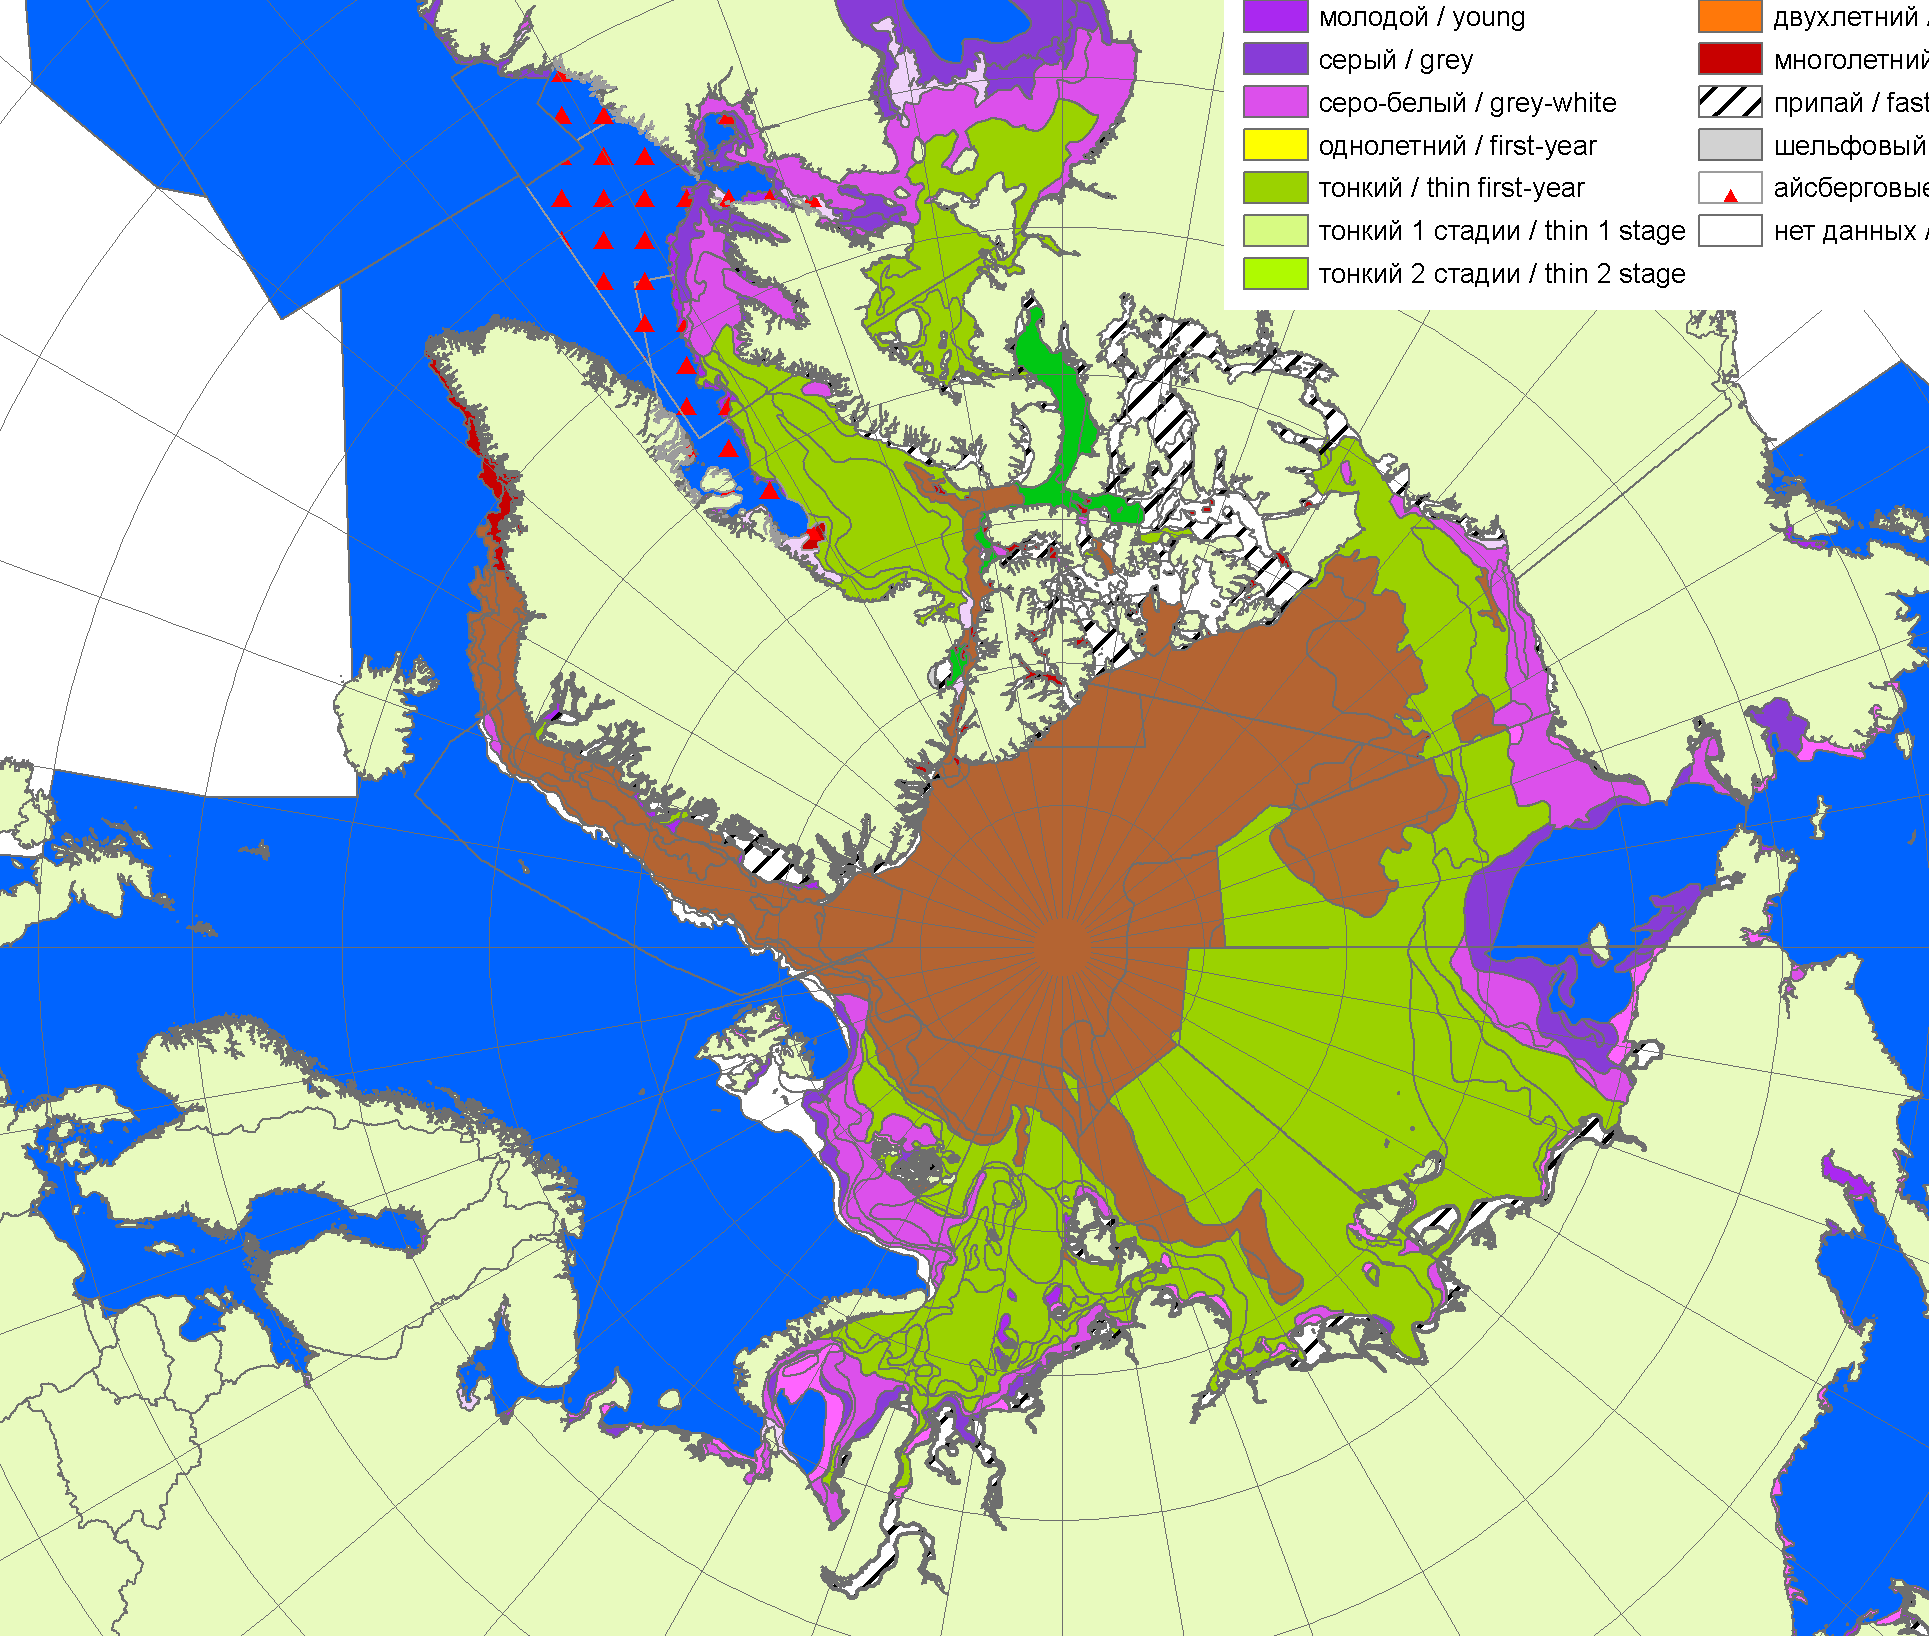 молодой / young
серый / grey
серо-белый / grey-white
однолетний / first-year
тонкий / thin first-year
тонкий 1 стадии / thin 1 stage
тонкий 2 стадии / thin 2 stage
двухлетний /
многолетний
припай / fast
шельфовый
айсберговые
нет данных /